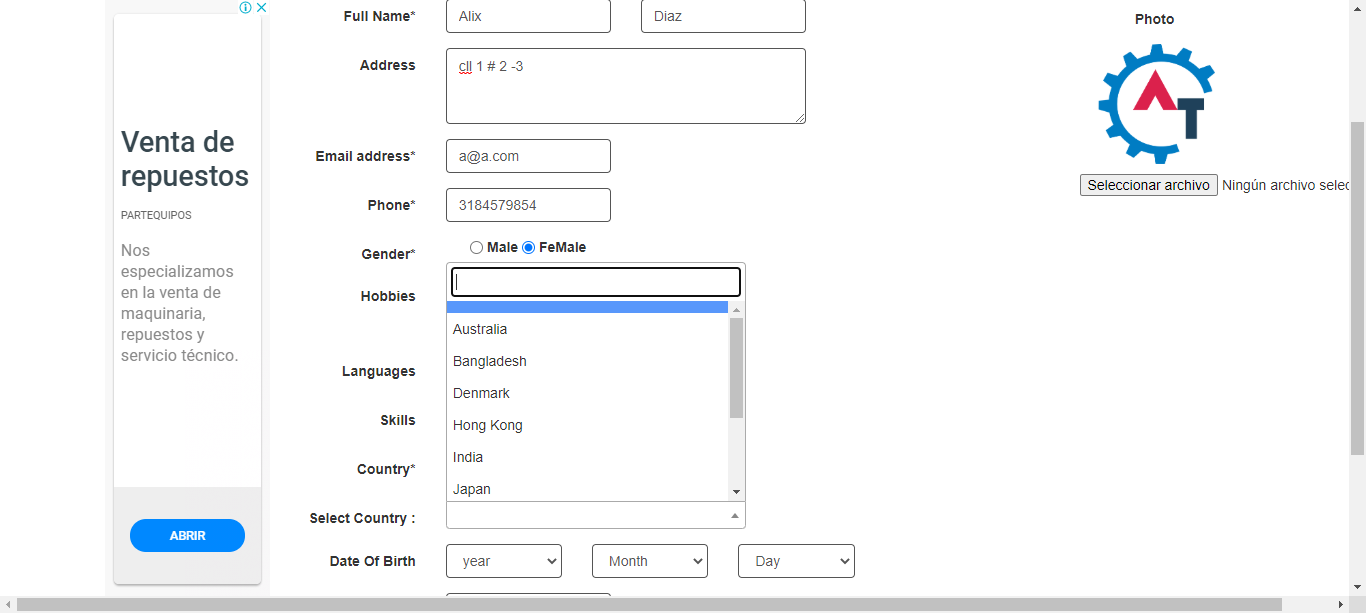 Venta de
repuestos
PARTEQUIPOS
Nos
especializamos
en la venta de
maquinaria,
repuestos y
servicio técnico.
ABRIR
Full Name* Alix Diaz
Address cll 1 # 2 -3
Email address* a@a.com
Phone* 3184579854
Gender* Male FeMale
Hobbies
Languages
Skills
Country*
Select Country :
Australia
Bangladesh
Denmark
Hong Kong
India
Japan
Date Of Birth year Month Day
Photo
AT
Seleccionar archivo Ningún archivo selec